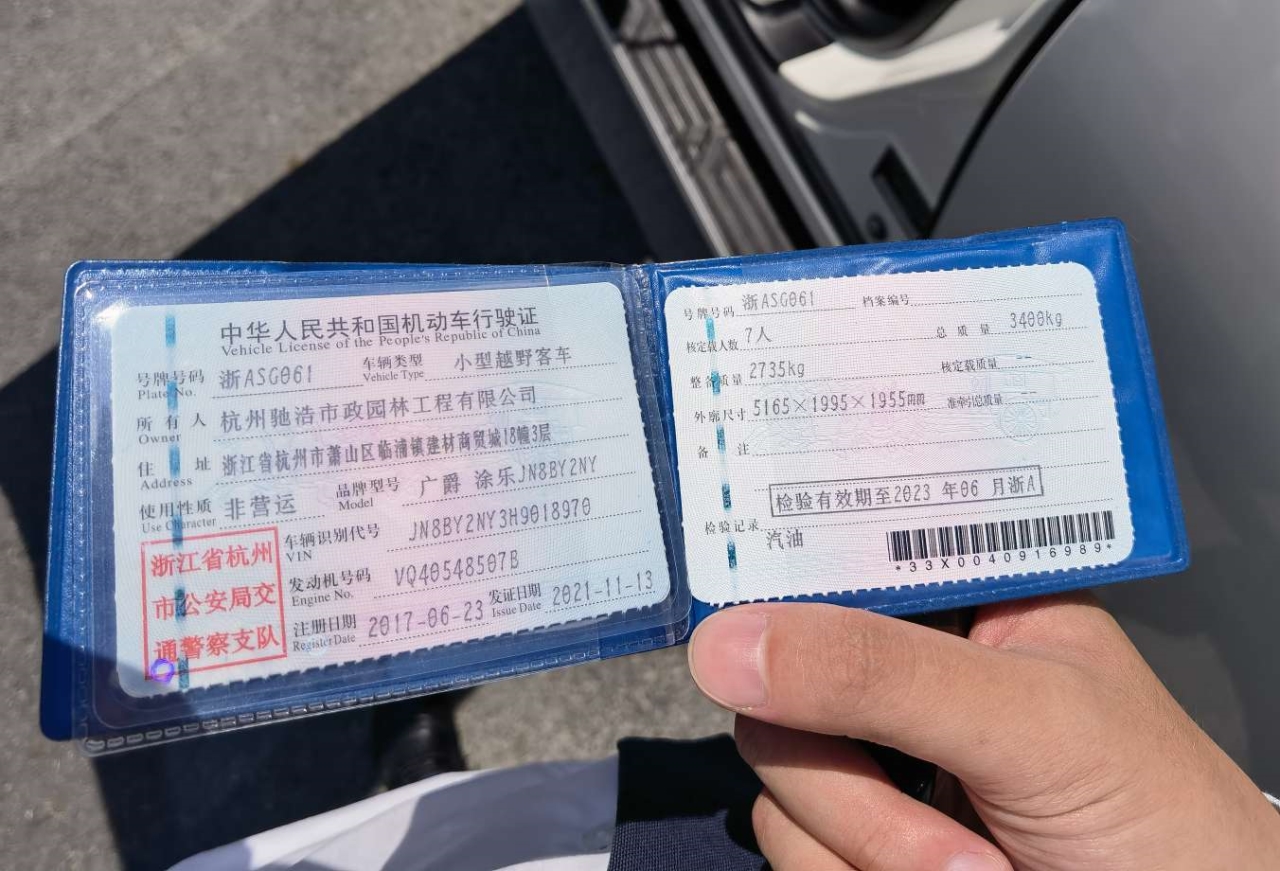 中华人民共和国机动车行驶证
Vehicle License of the People's Republic of China
号牌号码 浙ASG061 车辆类型 小型越野客车
Plate No. Vehicle Type
所有人 杭州驰浩市政园林工程有限公司
Owner
住址 浙江省杭州市萧山区临浦镇建材商贸城18幢3层
Address
使用性质 非营运 品牌型号 广爵 涂乐JN8BY2NY
Use Character Model
浙江省杭州
市公安局交
通警察支队
车辆识别代号 JN8BY2NY3H9018970
VIN
发动机号码 VQ40548507B
Engine No.
注册日期 2017-06-23 发证日期 2021-11-13
Register Date Issue Date
号牌号码 浙ASG061 档案编号
核定载人数 7人 总质量 3400kg
整备质量 2735kg 核定载质量 --
外廓尺寸 5165×1995×1955mm 准牵引总质量 --
备注
检验有效期至2023 年06 月浙A
检验记录
汽油
*33X0040916989*